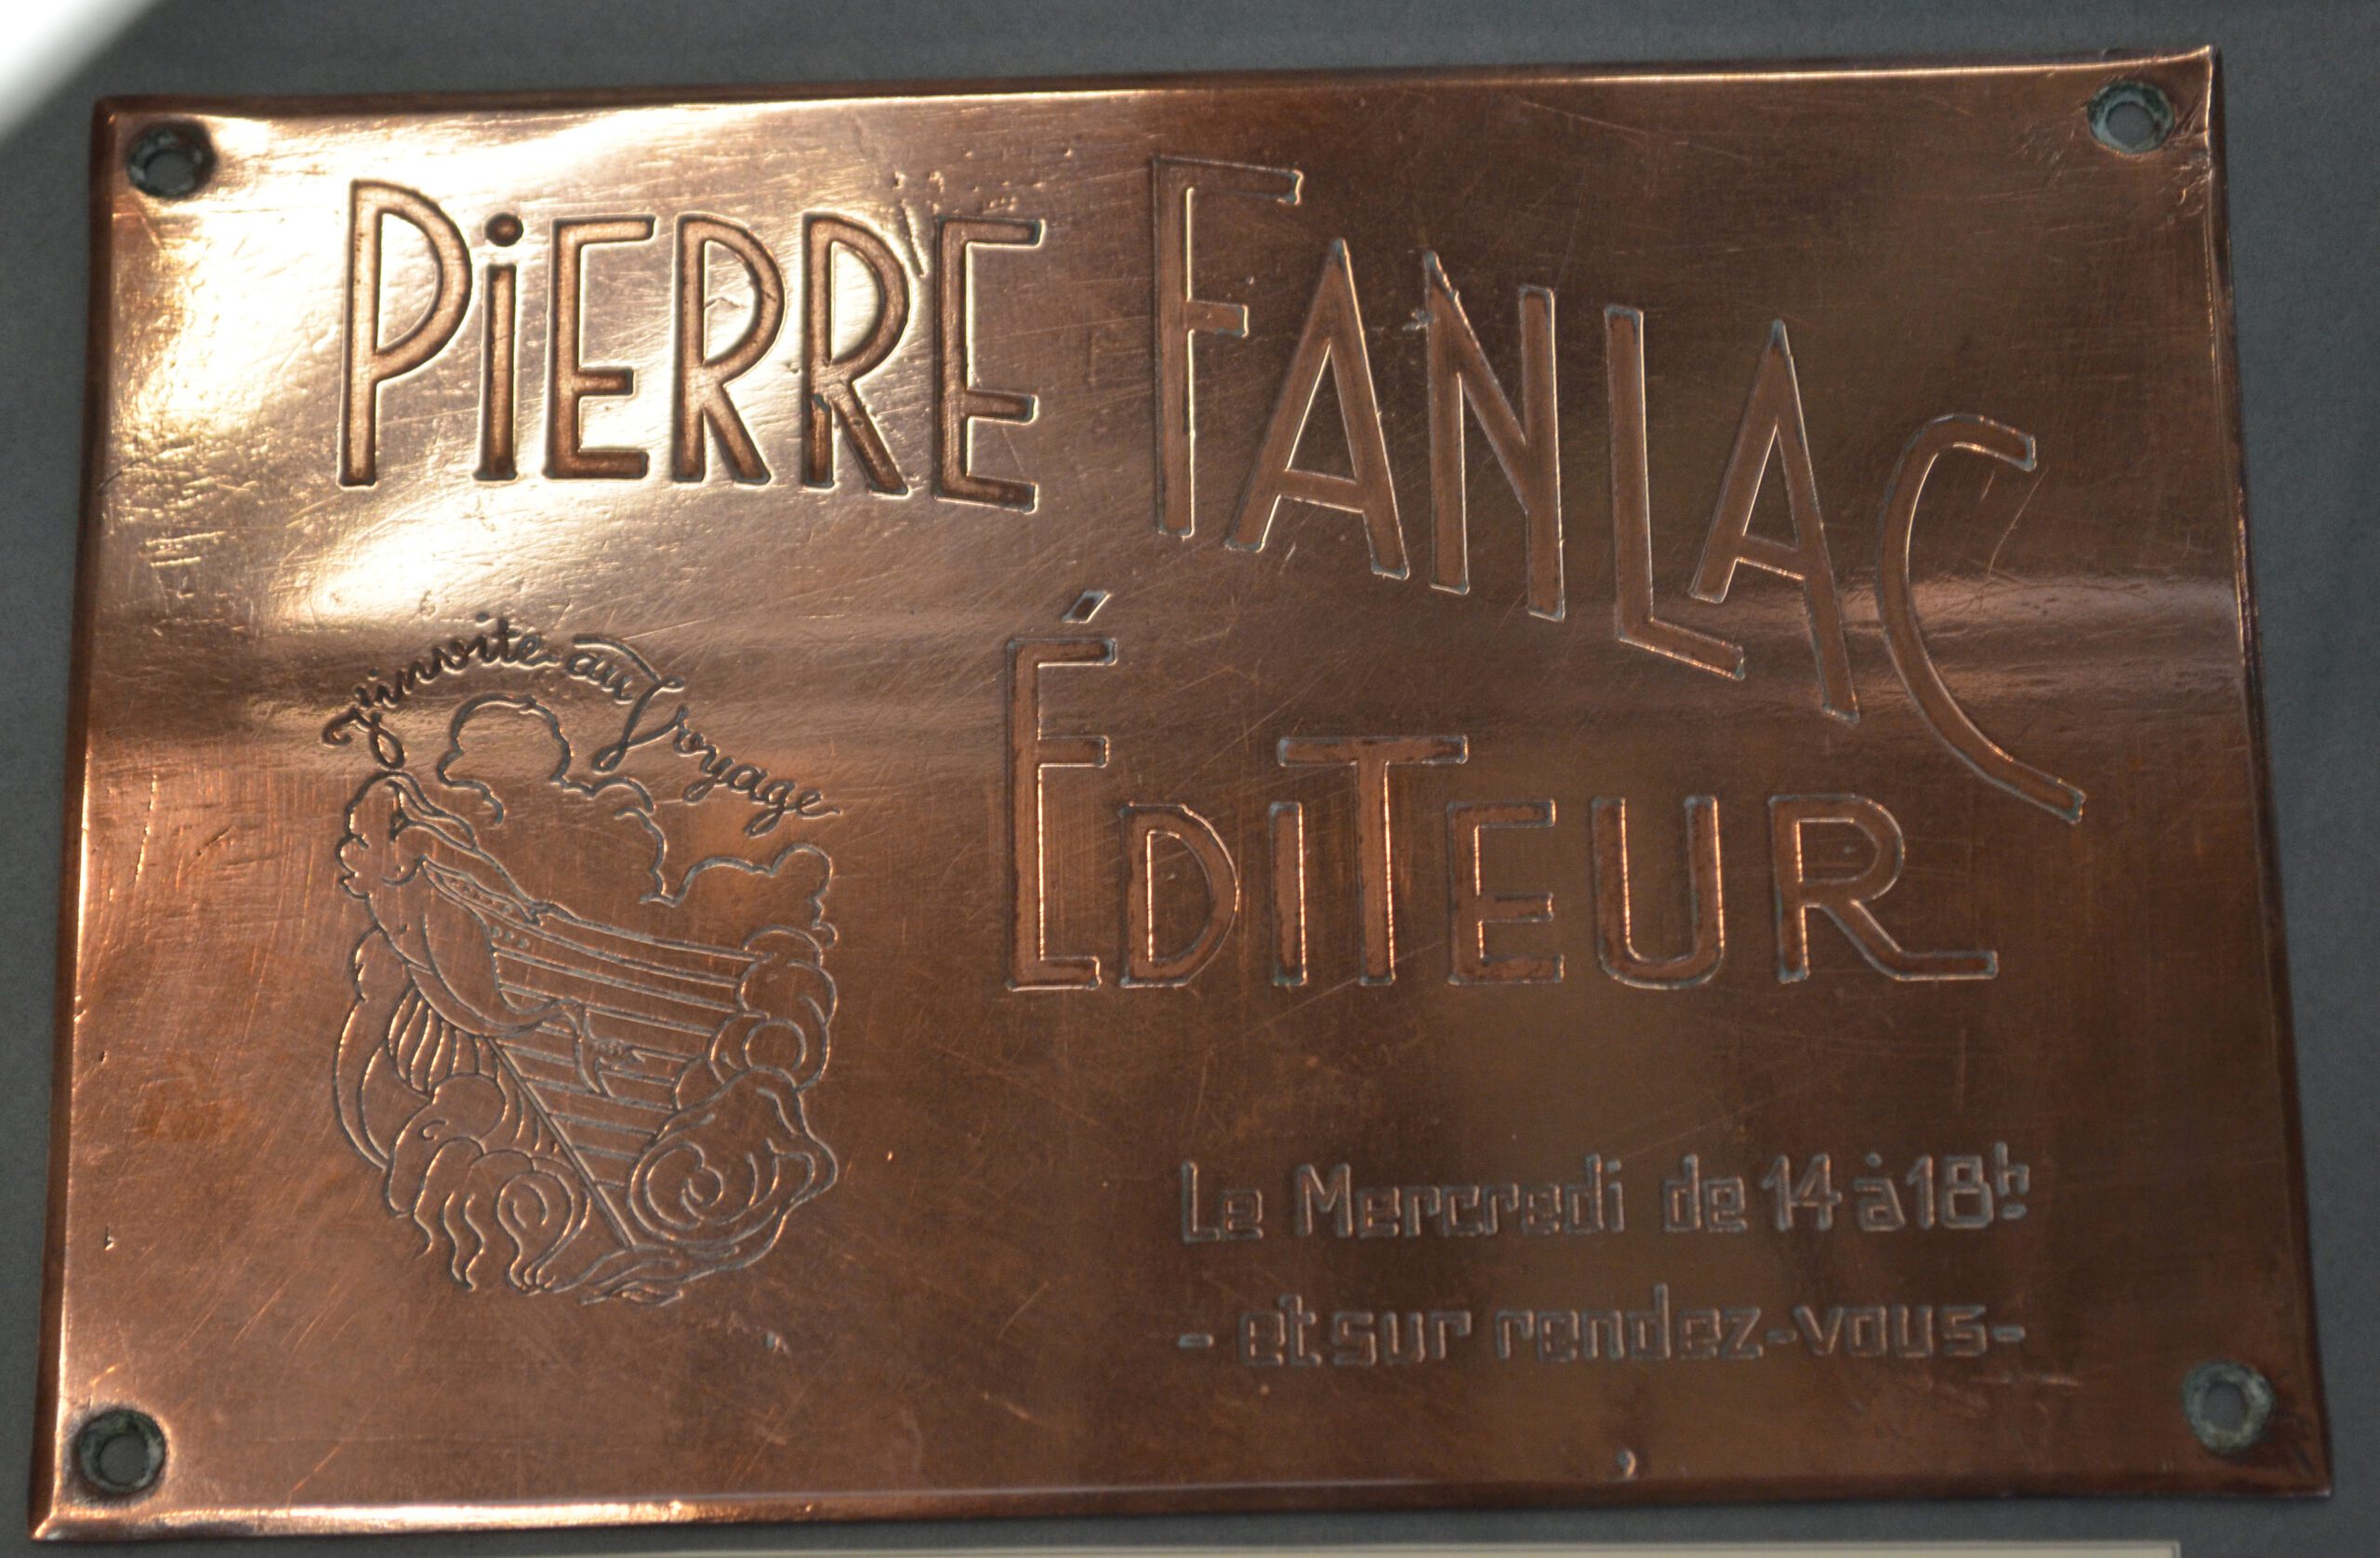 PiERRE FANLAC
ÉDITEUR
J'invite au voyage
Le Mercredi de 14 à 18h
- et sur rendez-vous-